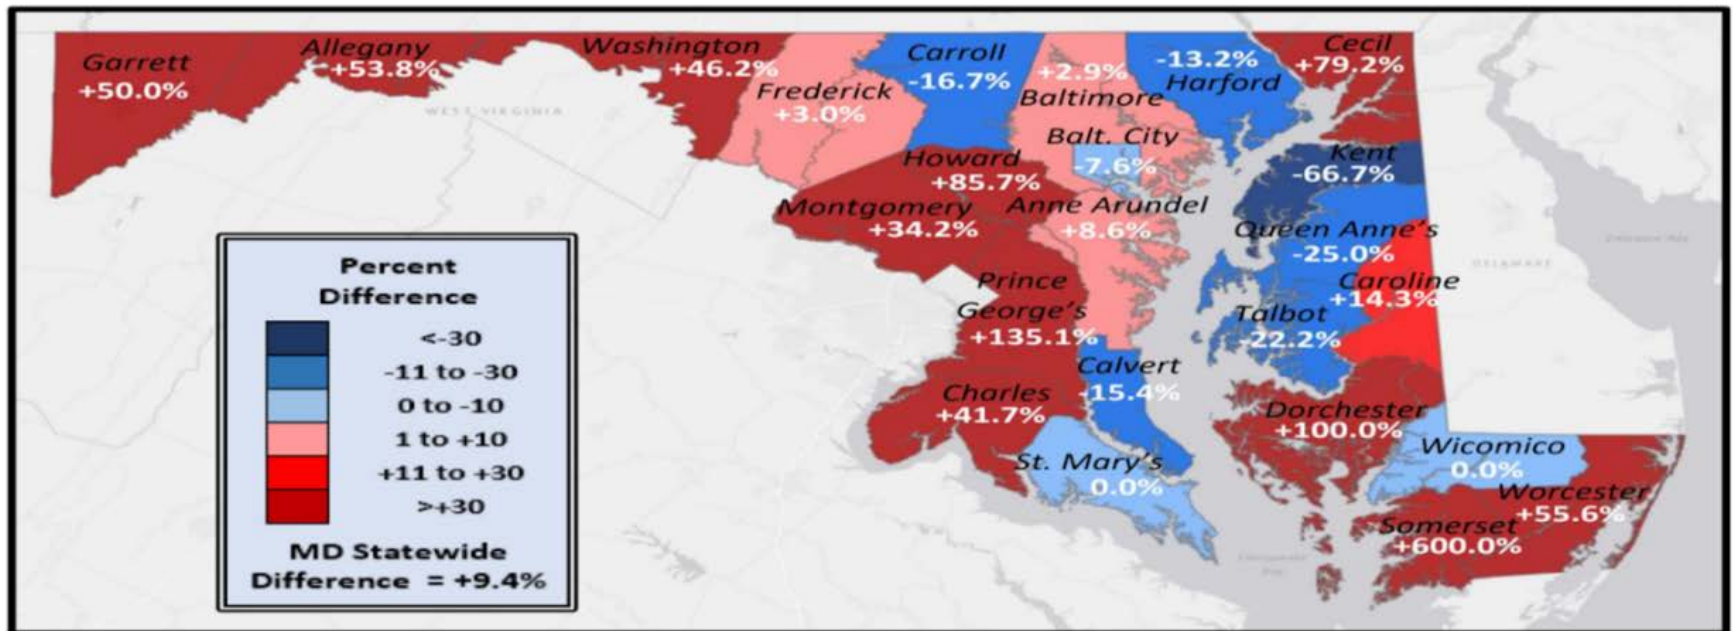 Garrett
+50.0%
Allegany
+53.8%
Washington
+46.2%
Frederick
+3.0%
Carroll
-16.7%
+2.9%
Baltimore
-13.2%
Harford
Cecil
+79.2%
WEST VIRGINIA
Balt. City
-7.6%
Kent
-66.7%
Howard
+85.7%
Montgomery
+34.2%
Anne Arundel
+8.6%
Queen Anne's
-25.0%
DELAMARE
Caroline
+14.3%
Prince
George's
+135.1%
Talbot
-22.2%
Calvert
-15.4%
Charles
+41.7%
Dorchester
+100.0%
St. Mary's
0.0%
Wicomico
0.0%
Worcester
+55.6%
Somerset
+600.0%
Percent
Difference
<-30
-11 to -30
0 to -10
1 to +10
+11 to +30
>+30
MD Statewide
Difference = +9.4%